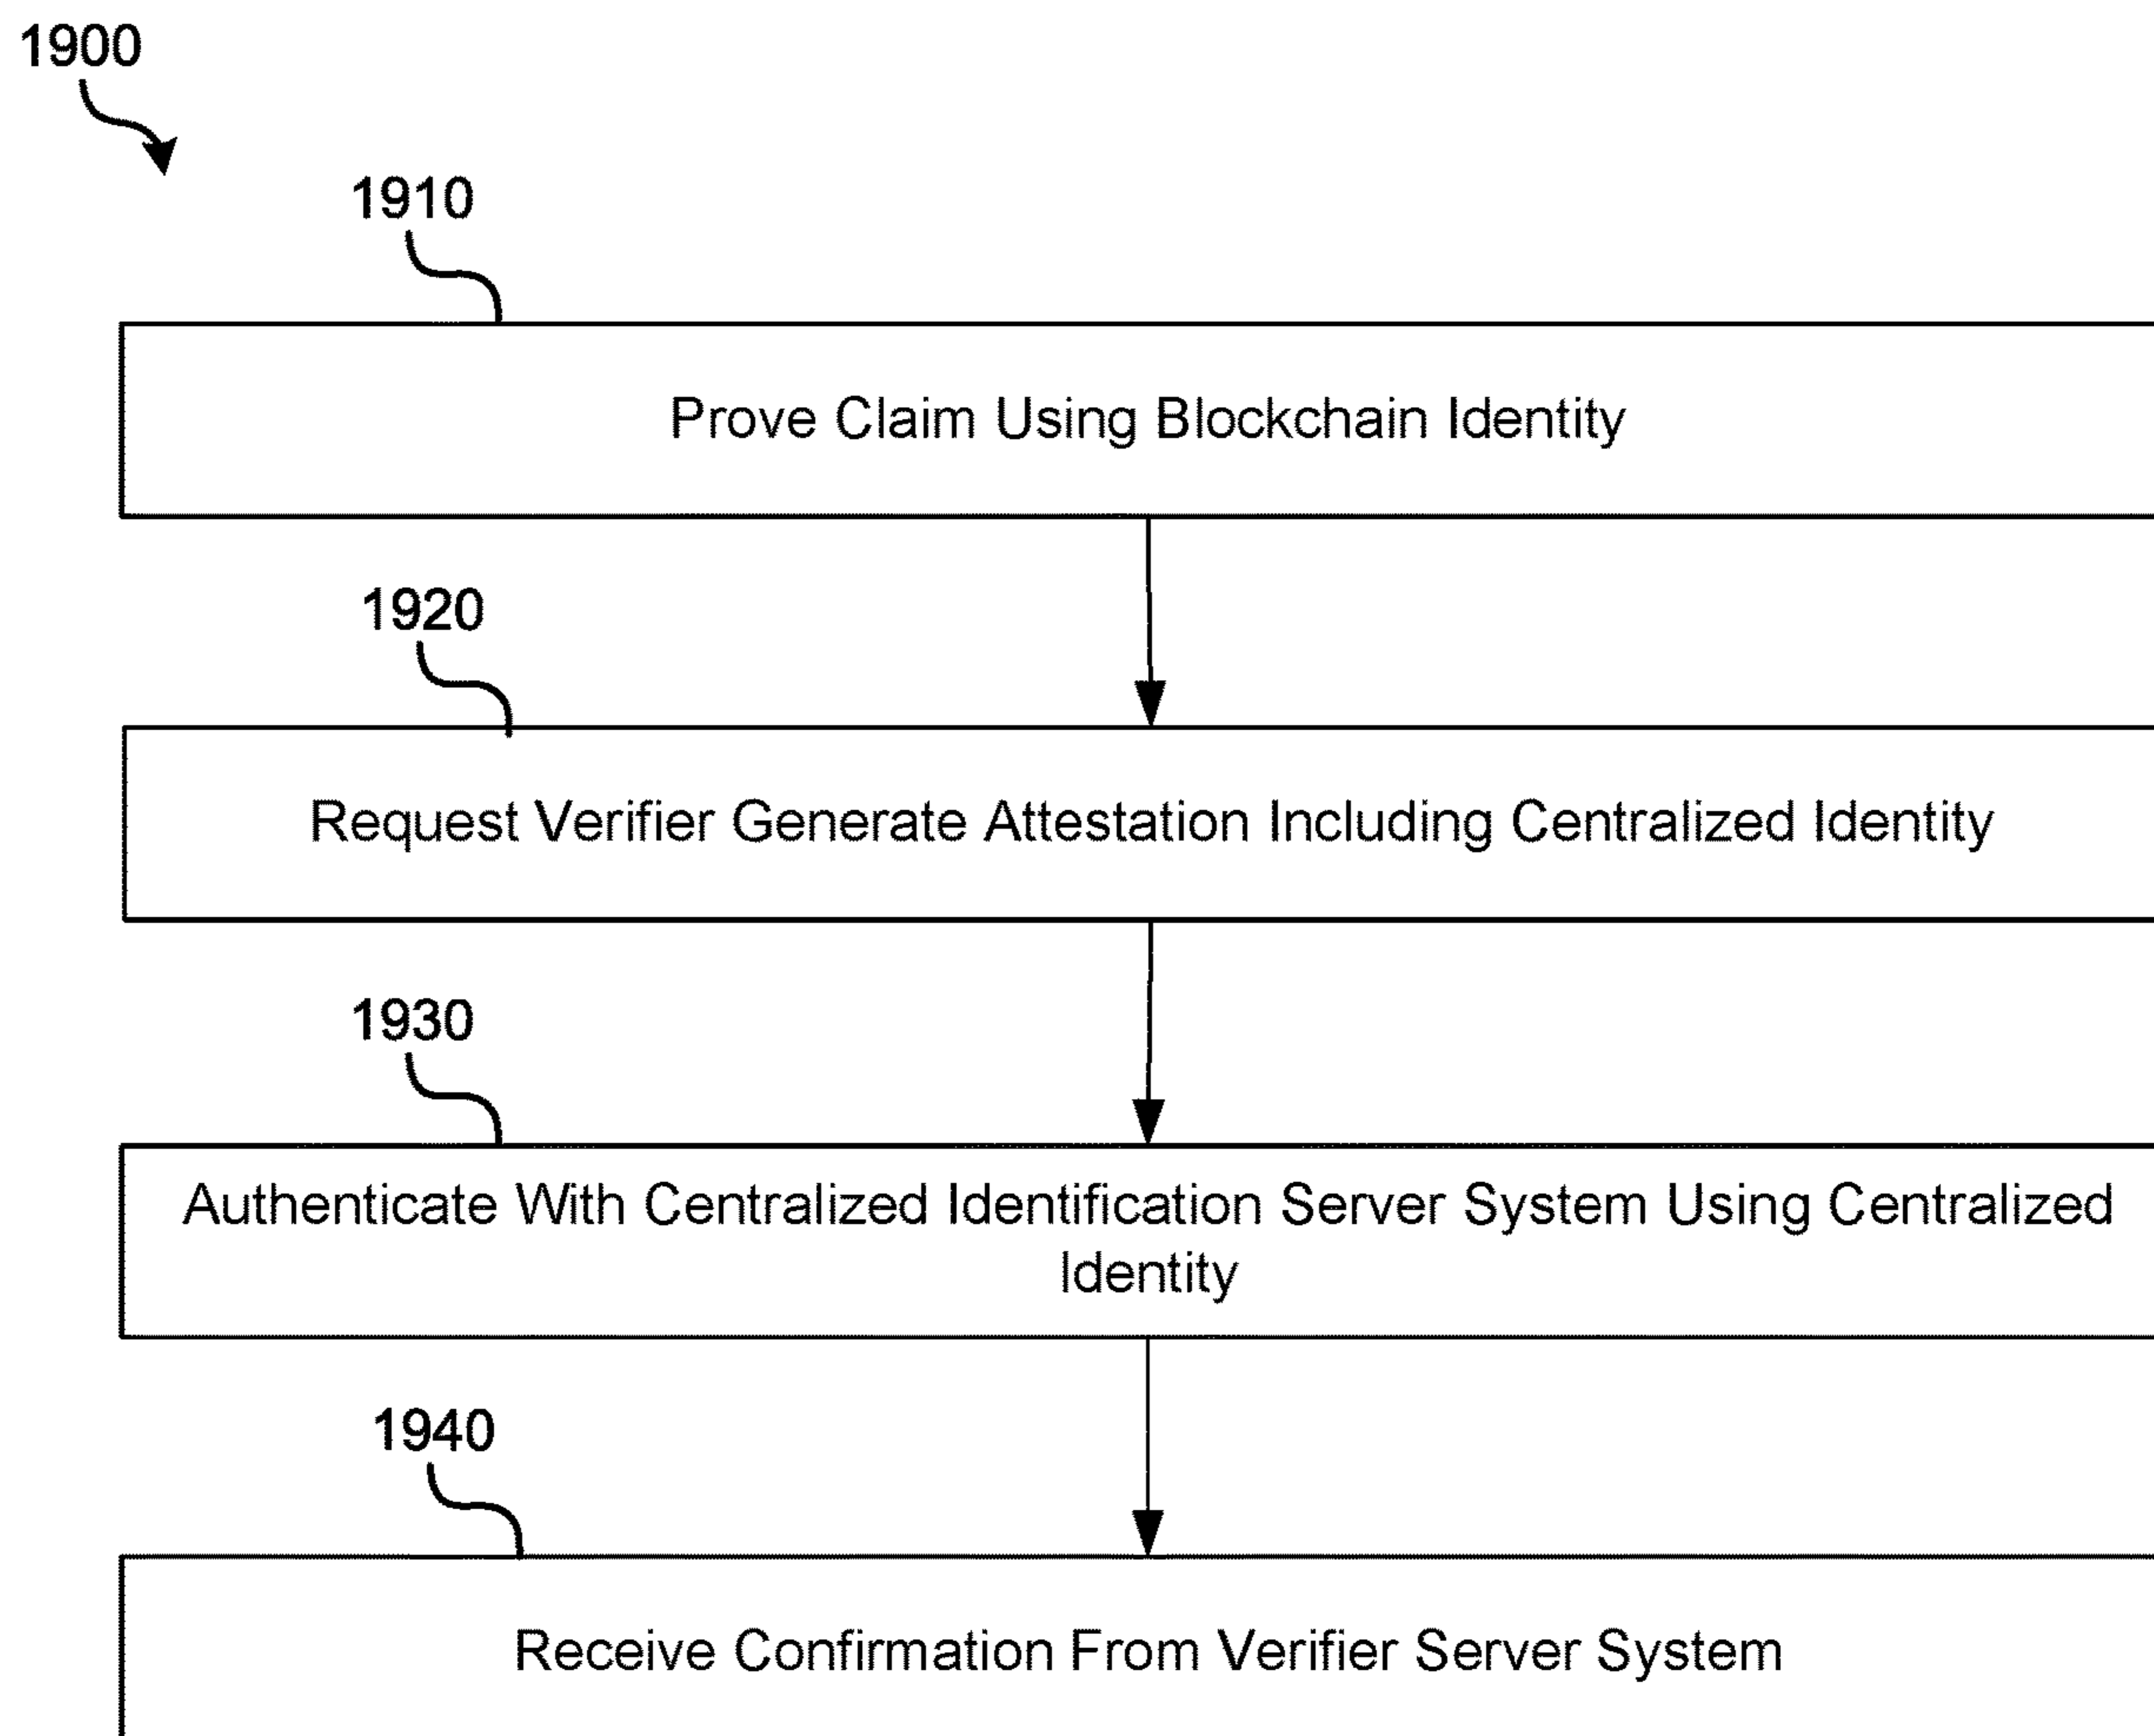 1900
1910
Prove Claim Using Blockchain Identity
1920
Request Verifier Generate Attestation Including Centralized Identity
1930
Authenticate With Centralized Identification Server System Using Centralized
Identity
1940
Receive Confirmation From Verifier Server System